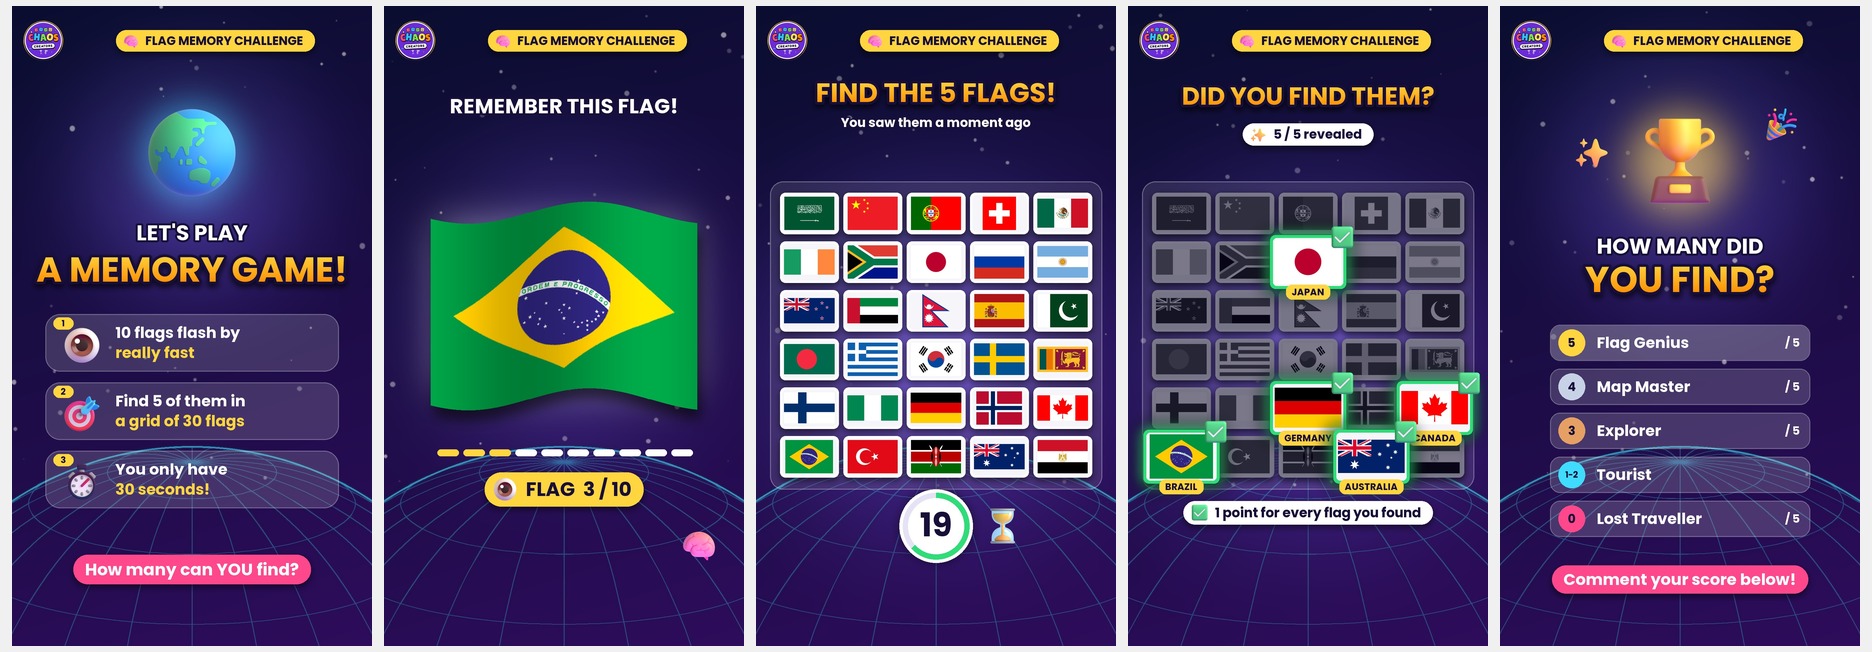 CHAOS
CREATORS
FLAG MEMORY CHALLENGE
LET'S PLAY
A MEMORY GAME!
1
10 flags flash by
really fast
2
Find 5 of them in
a grid of 30 flags
3
You only have
30 seconds!
How many can YOU find?
CHAOS
CREATORS
FLAG MEMORY CHALLENGE
REMEMBER THIS FLAG!
ORDEM E PROGRESSO
FLAG 3 / 10
CHAOS
CREATORS
FLAG MEMORY CHALLENGE
FIND THE 5 FLAGS!
You saw them a moment ago
19
CHAOS
CREATORS
FLAG MEMORY CHALLENGE
DID YOU FIND THEM?
5 / 5 revealed
JAPAN
GERMANY
CANADA
BRAZIL
AUSTRALIA
1 point for every flag you found
CHAOS
CREATORS
FLAG MEMORY CHALLENGE
HOW MANY DID
YOU FIND?
5 Flag Genius / 5
4 Map Master / 5
3 Explorer / 5
1-2 Tourist / 5
0 Lost Traveller / 5
Comment your score below!